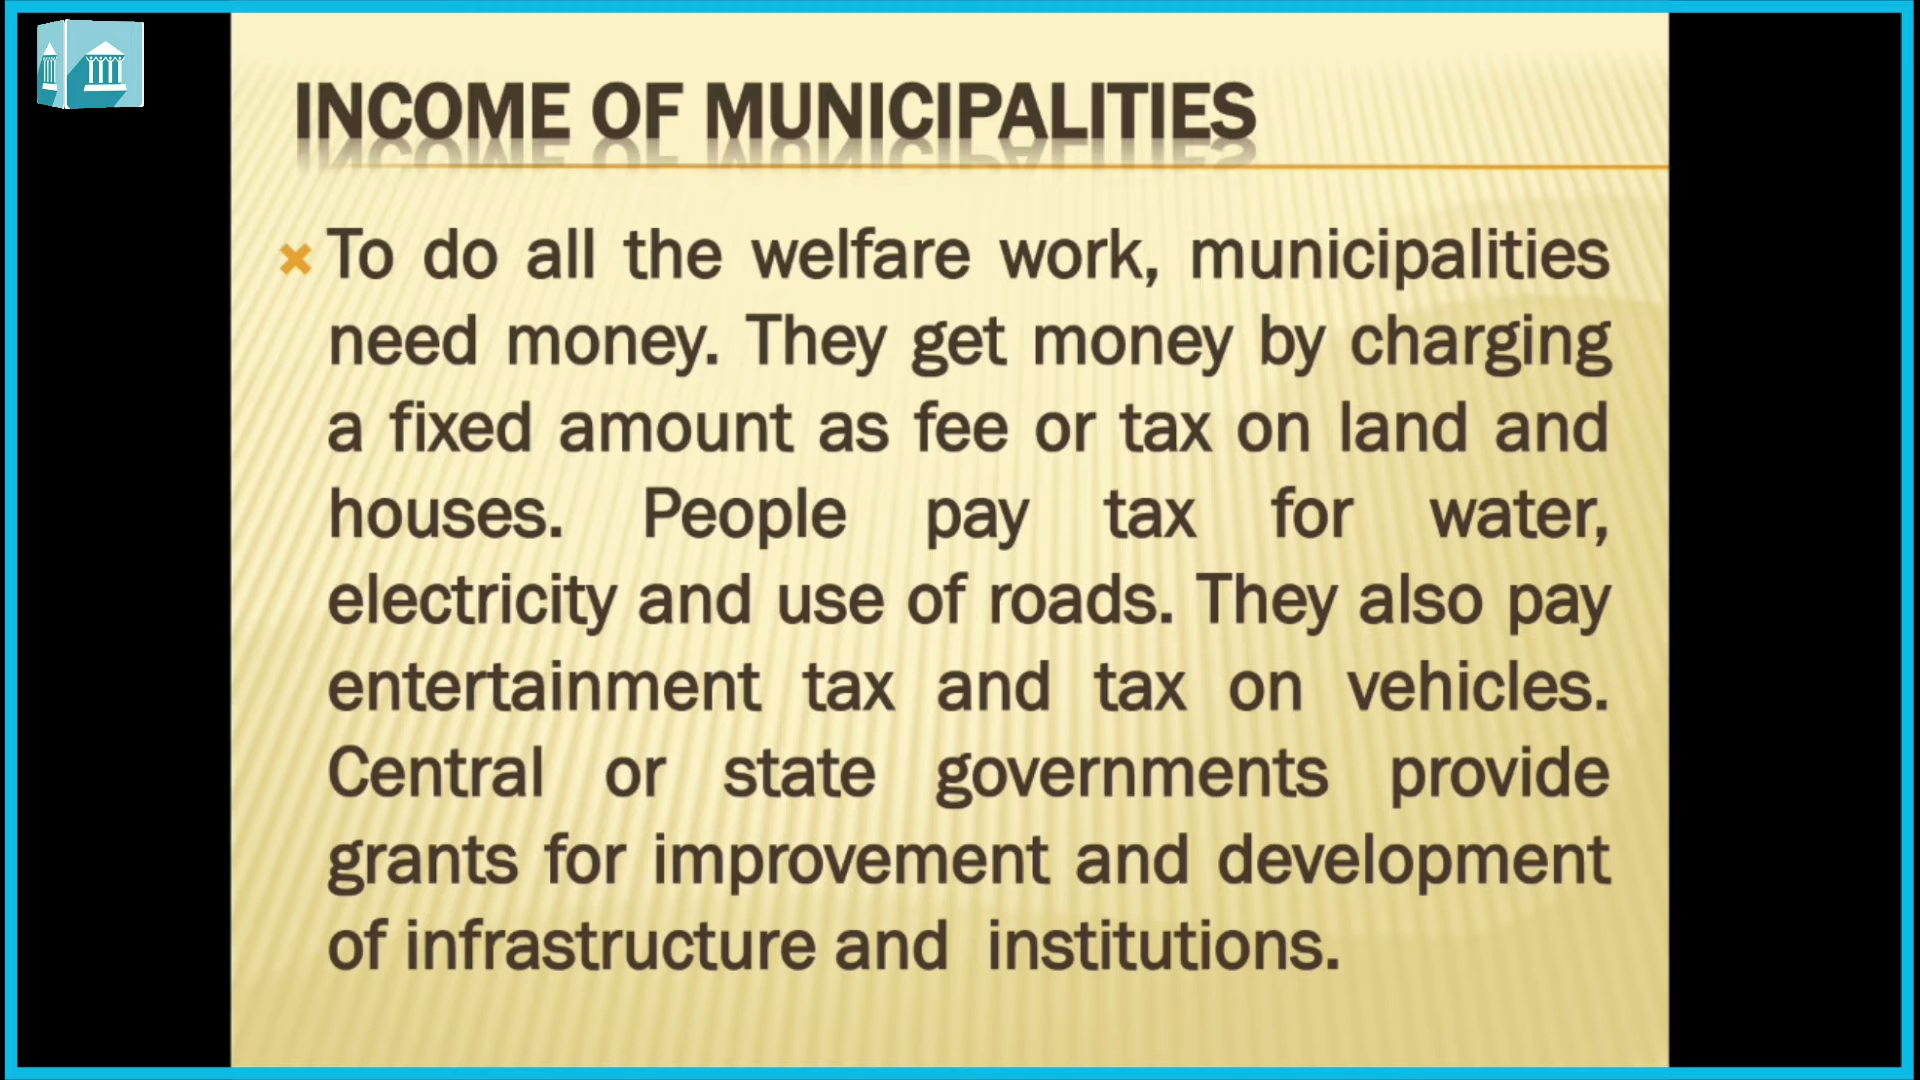 INCOME OF MUNICIPALITIES
To do all the welfare work, municipalities
need money. They get money by charging
a fixed amount as fee or tax on land and
houses. People pay tax for water,
electricity and use of roads. They also pay
entertainment tax and tax on vehicles.
Central or state governments provide
grants for improvement and development
of infrastructure and institutions.